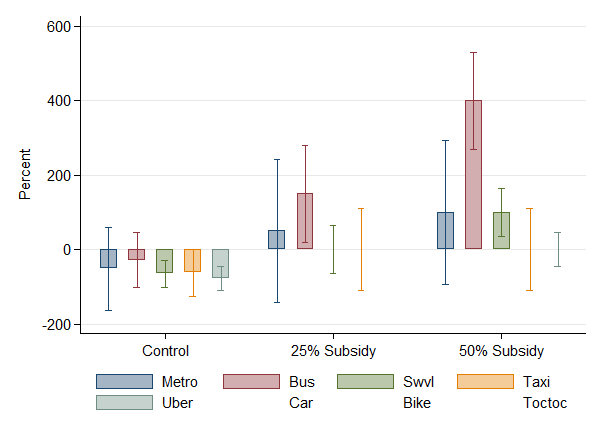 600
400
200
0
-200
Percent
Control 25% Subsidy 50% Subsidy
Metro Bus Swvl Taxi
Uber Car Bike Toctoc